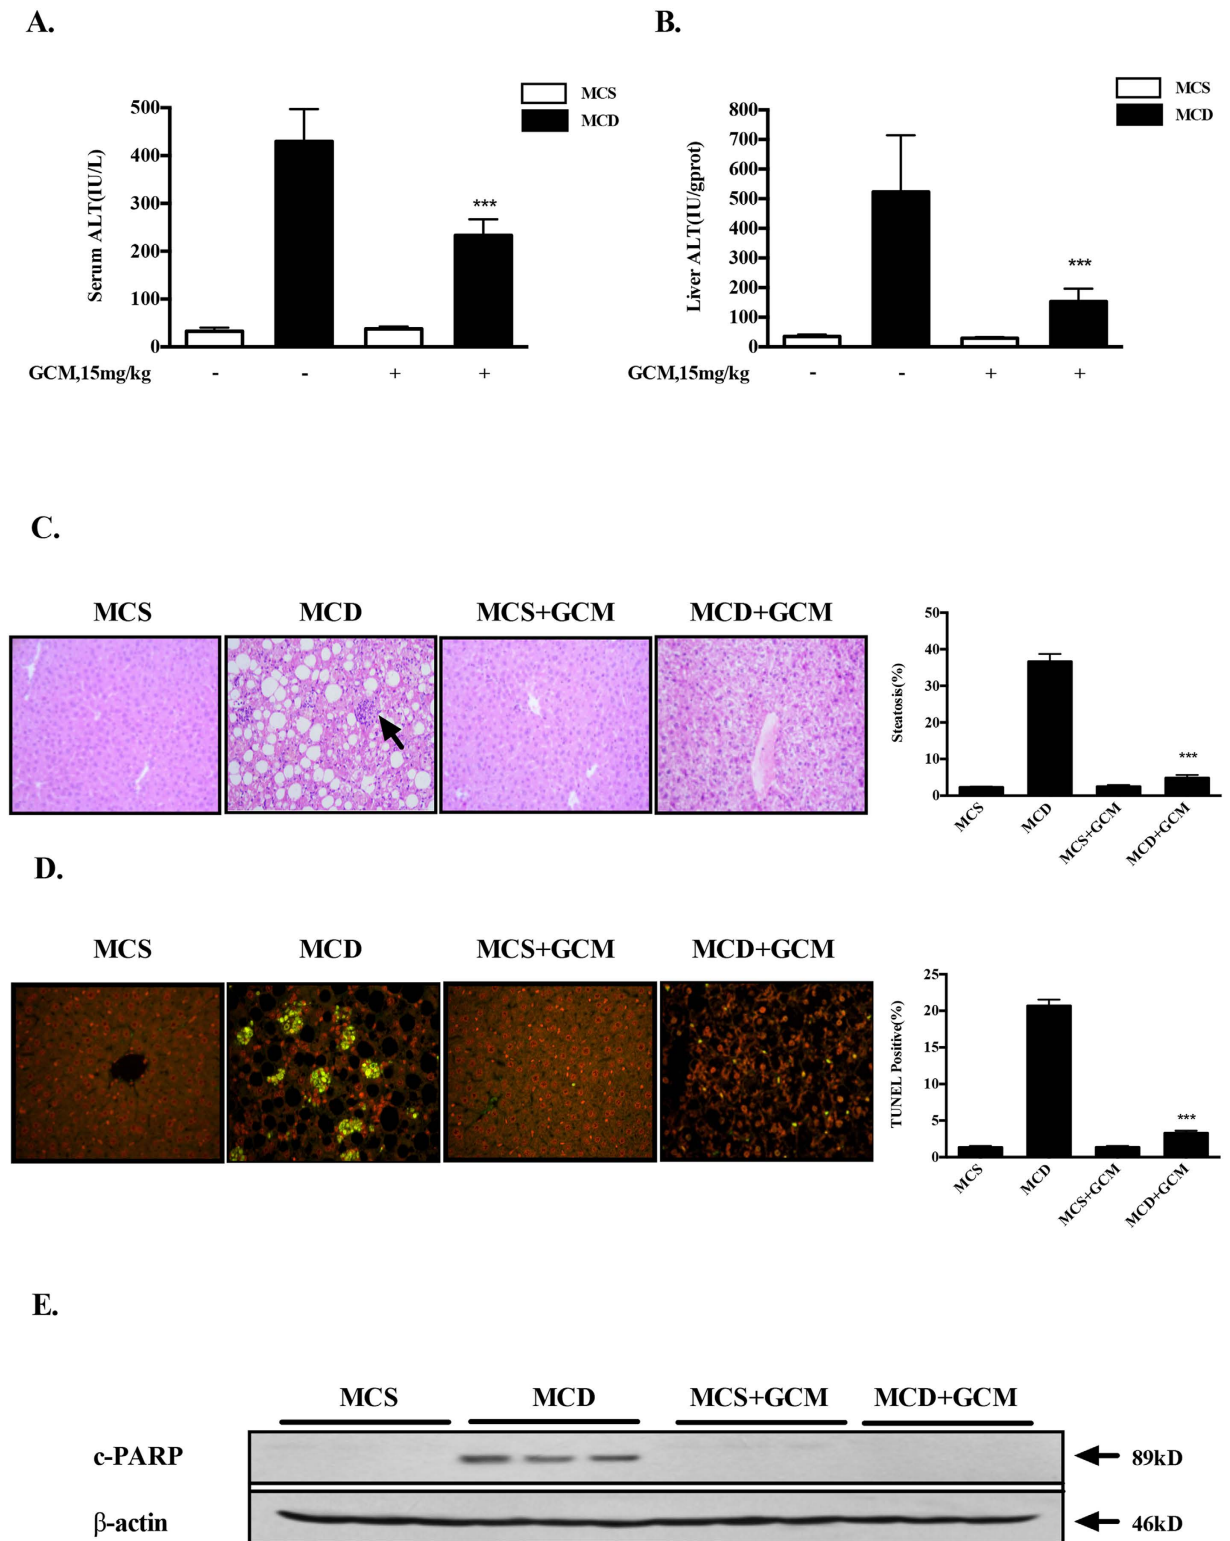 A.
B.
MCS
MCD
500
400
300
200
100
0
Serum ALT(IU/L)
***
GCM,15mg/kg - - + +
MCS
MCD
800
700
600
500
400
300
200
100
0
Liver ALT(IU/gprot)
***
GCM,15mg/kg - - + +
C.
MCS MCD MCS+GCM MCD+GCM
50
40
30
20
10
0
Steatosis(%)
***
MCS
MCD
MCS+GCM
MCD+GCM
D.
MCS MCD MCS+GCM MCD+GCM
25
20
15
10
5
0
TUNEL Positive(%)
***
MCS
MCD
MCS+GCM
MCD+GCM
E.
MCS MCD MCS+GCM MCD+GCM
c-PARP 89kD
β-actin 46kD